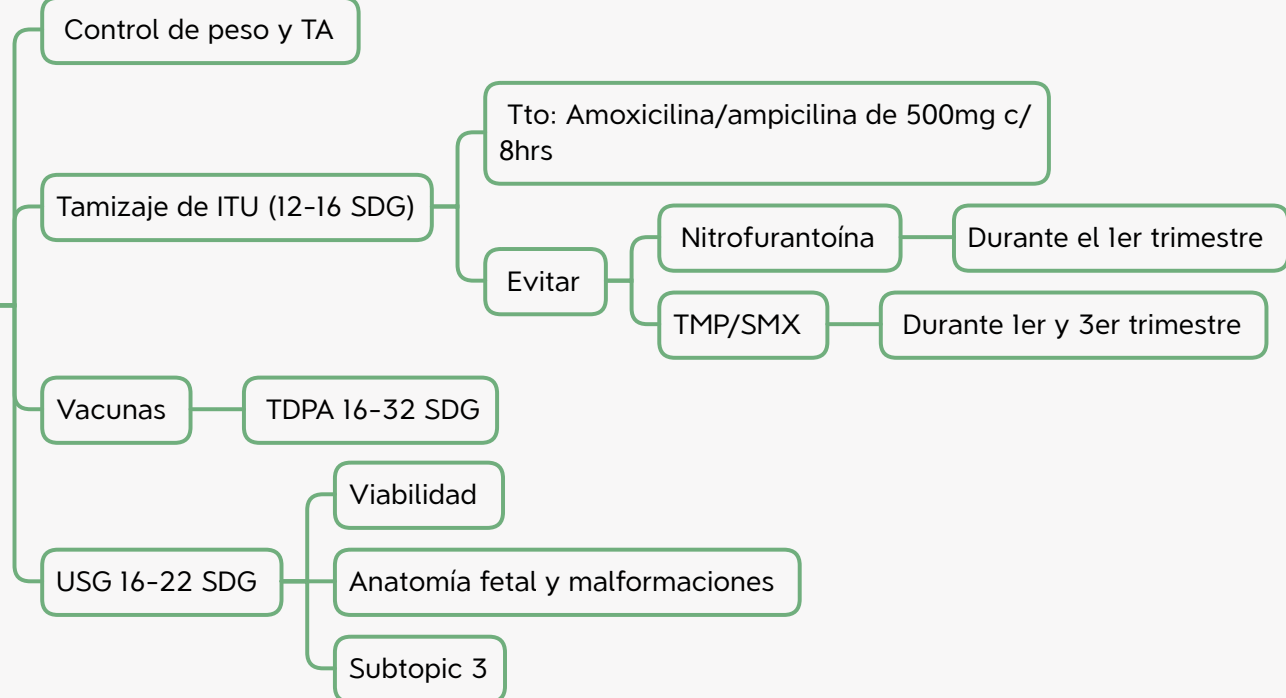 Control de peso y TA
Tamizaje de ITU (12-16 SDG)
Tto: Amoxicilina/ampicilina de 500mg c/
8hrs
Evitar
Nitrofurantoína
Durante el 1er trimestre
TMP/SMX
Durante 1er y 3er trimestre
Vacunas
TDPA 16-32 SDG
USG 16-22 SDG
Viabilidad
Anatomía fetal y malformaciones
Subtopic 3